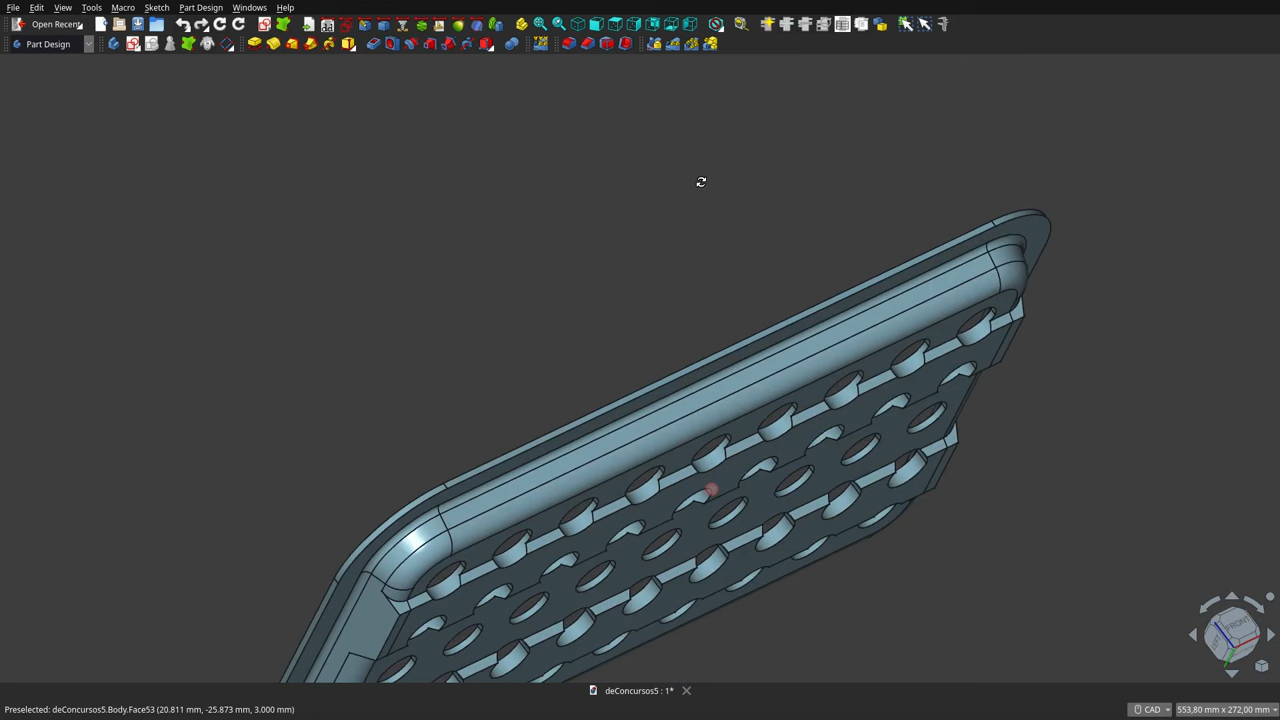 File Edit View Tools Macro Sketch Part Design Windows Help
Open Recent
Part Design
FRONT
deConcursos5 : 1*
Preselected: deConcursos5.Body.Face53 (20.811 mm, -25.873 mm, 3.000 mm)
CAD
553,80 mm x 272,00 mm